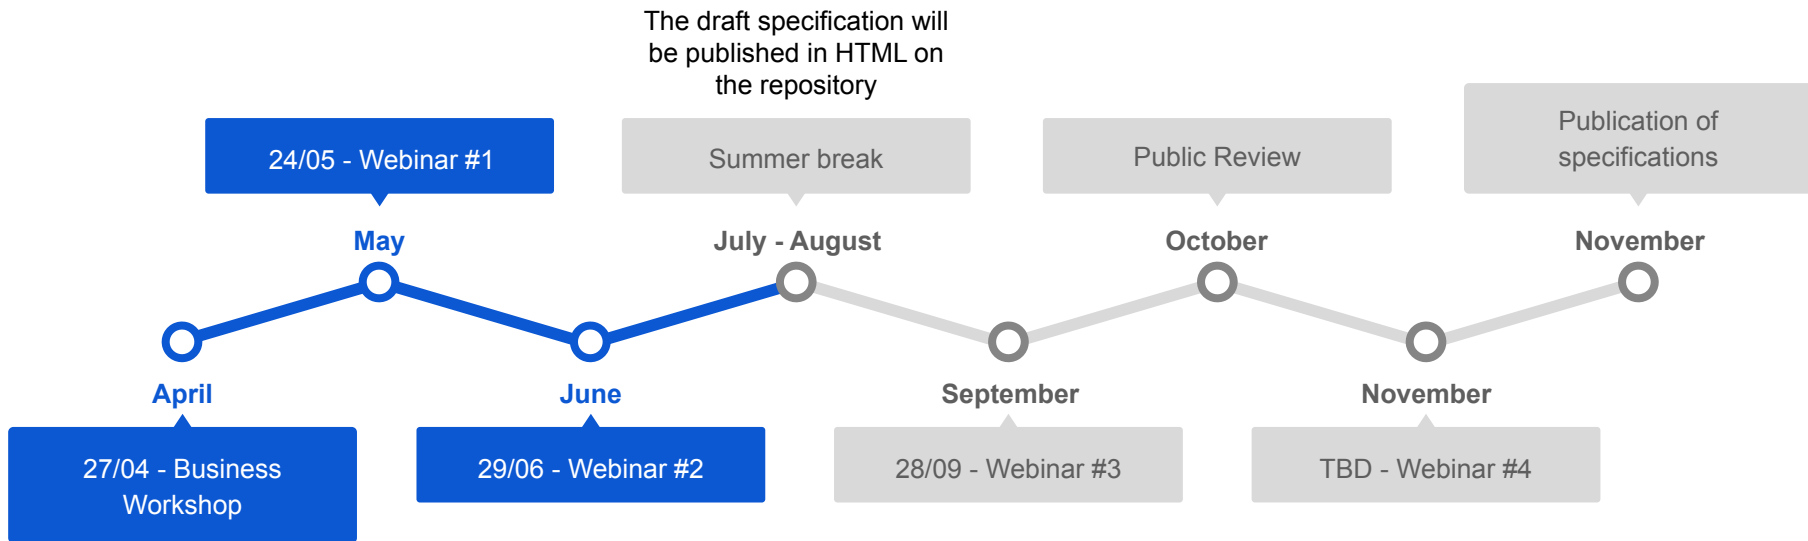 The draft specification will
be published in HTML on
the repository
24/05 - Webinar #1
Summer break
Public Review
Publication of
specifications
May
July - August
October
November
April
June
September
November
27/04 - Business
Workshop
29/06 - Webinar #2
28/09 - Webinar #3
TBD - Webinar #4